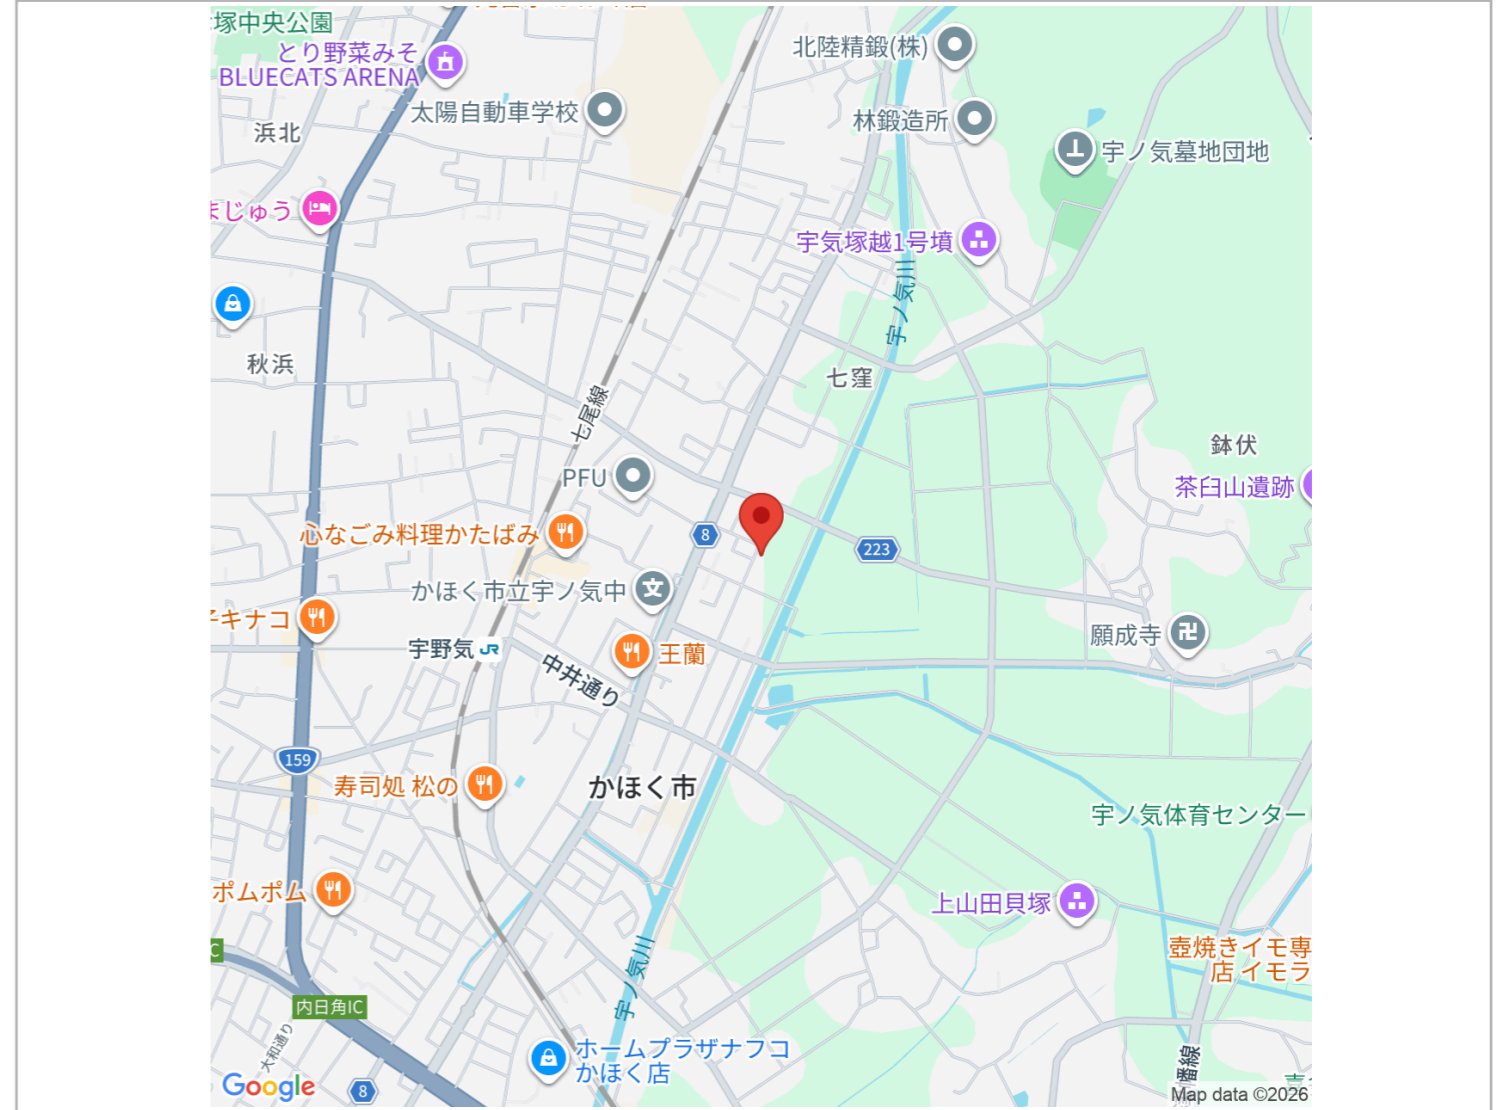 塚中央公園
とり野菜みそ
BLUECATS ARENA
北陸精鍛(株)
太陽自動車学校
林鍛造所
浜北
宇ノ気墓地団地
まじゅう
宇気塚越1号墳
宇ノ気川
秋浜
七窪
七尾線
鉢伏
PFU
茶臼山遺跡
心なごみ料理かたばみ
8
223
かほく市立宇ノ気中
キナコ
宇野気
JR
王蘭
願成寺
中井通り
159
寿司処 松の
かほく市
宇ノ気体育センター
ポムポム
上山田貝塚
C
壺焼きイモ専
店 イモラ
宇ノ気川
内日角IC
大和通り
ホームプラザナフコ
かほく店
幡線
8
Google
Map data ©2026